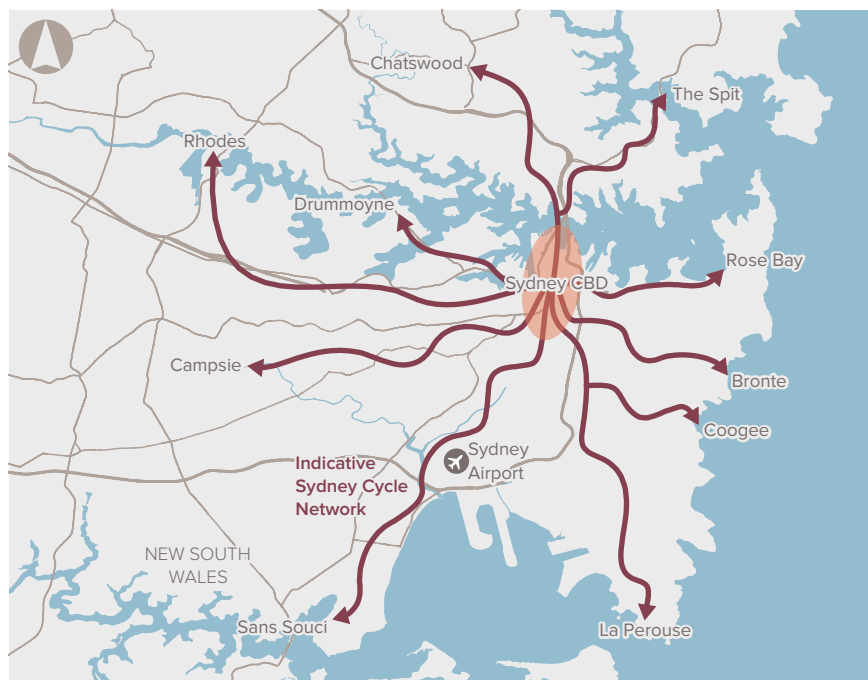 Chatswood
The Spit
Rhodes
Drummoyne
Rose Bay
Sydney CBD
Campsie
Bronte
Coogee
Sydney
Airport
Indicative
Sydney Cycle
Network
NEW SOUTH
WALES
Sans Souci
La Perouse